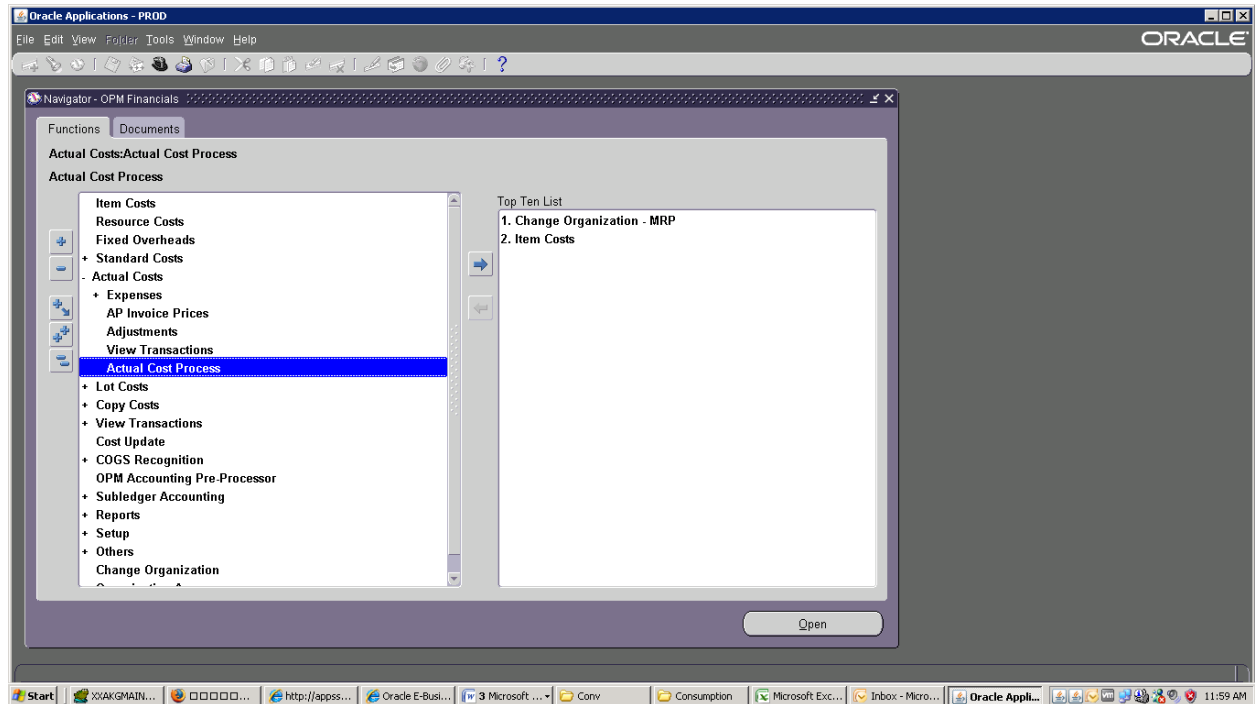 Oracle Applications - PROD
File Edit View Folder Tools Window Help
ORACLE
Navigator - OPM Financials
Functions Documents
Actual Costs:Actual Cost Process
Actual Cost Process
Item Costs
Resource Costs
Fixed Overheads
+ Standard Costs
- Actual Costs
+ Expenses
AP Invoice Prices
Adjustments
View Transactions
Actual Cost Process
+ Lot Costs
+ Copy Costs
+ View Transactions
Cost Update
+ COGS Recognition
OPM Accounting Pre-Processor
+ Subledger Accounting
+ Reports
+ Setup
+ Others
Change Organization
Top Ten List
1. Change Organization - MRP
2. Item Costs
Open
Start XXAKGMAIN... http://appss... Oracle E-Busi... 3 Microsoft ... Conv Consumption Microsoft Exc... Inbox - Micro... Oracle Appli... 11:59 AM